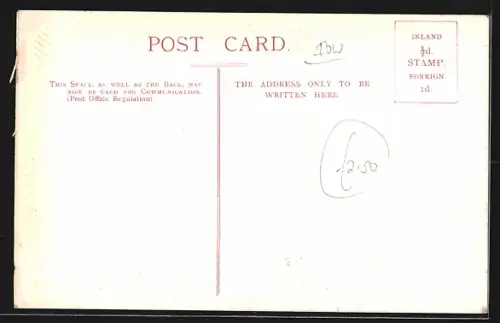 POST CARD.
INLAND
½d.
STAMP
FOREIGN
1d.
THIS SPACE, AS WELL AS THE BACK, MAY
NOW BE USED FOR COMMUNICATION.
(Post Office Regulation)
THE ADDRESS ONLY TO BE
WRITTEN HERE
£2.50